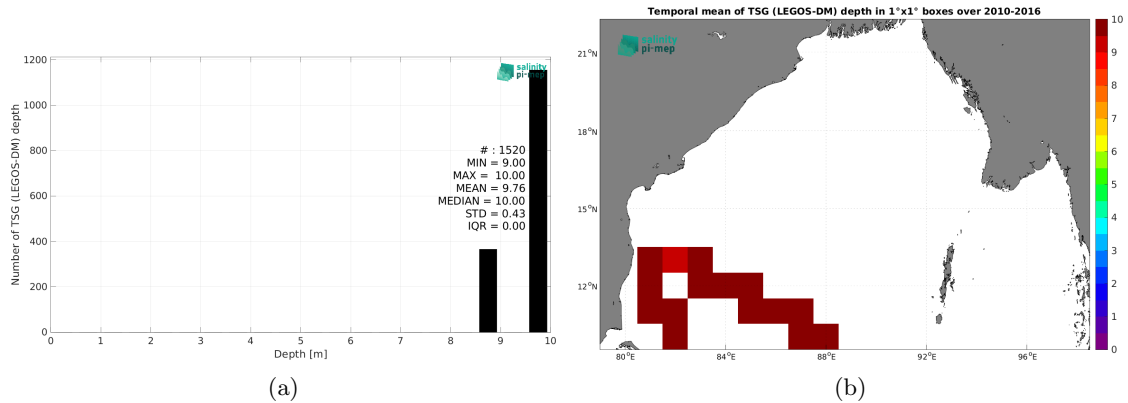 salinity
pi-mep
Number of TSG (LEGOS-DM) depth
1200
1000
800
600
400
200
0
# : 1520
MIN = 9.00
MAX = 10.00
MEAN = 9.76
MEDIAN = 10.00
STD = 0.43
IQR = 0.00
0 1 2 3 4 5 6 7 8 9 10
Depth [m]
(a)
Temporal mean of TSG (LEGOS-DM) depth in 1°x1° boxes over 2010-2016
salinity
pi-mep
21°N
18°N
15°N
12°N
80°E 84°E 88°E 92°E 96°E
10
9
8
7
6
5
4
3
2
1
0
(b)